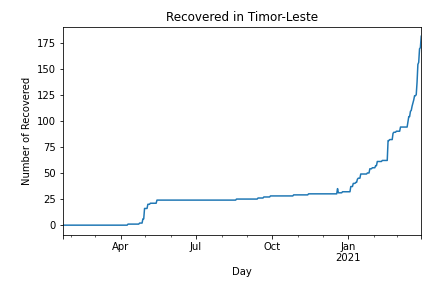 Recovered in Timor-Leste
Number of Recovered
175
150
125
100
75
50
25
0
Apr
Jul
Oct
Jan
2021
Day